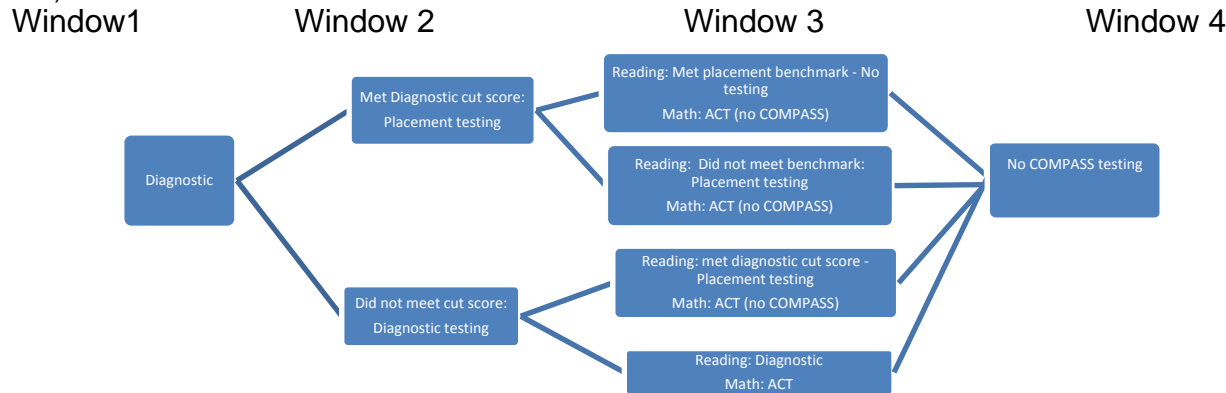 Window1
Window 2
Window 3
Window 4
Diagnostic
Met Diagnostic cut score:
Placement testing
Did not meet cut score:
Diagnostic testing
Reading: Met placement benchmark - No
testing
Math: ACT (no COMPASS)
Reading:  Did not meet benchmark:
Placement testing
Math: ACT (no COMPASS)
Reading: met diagnostic cut score -
Placement testing
Math: ACT (no COMPASS)
Reading: Diagnostic
Math: ACT
No COMPASS testing